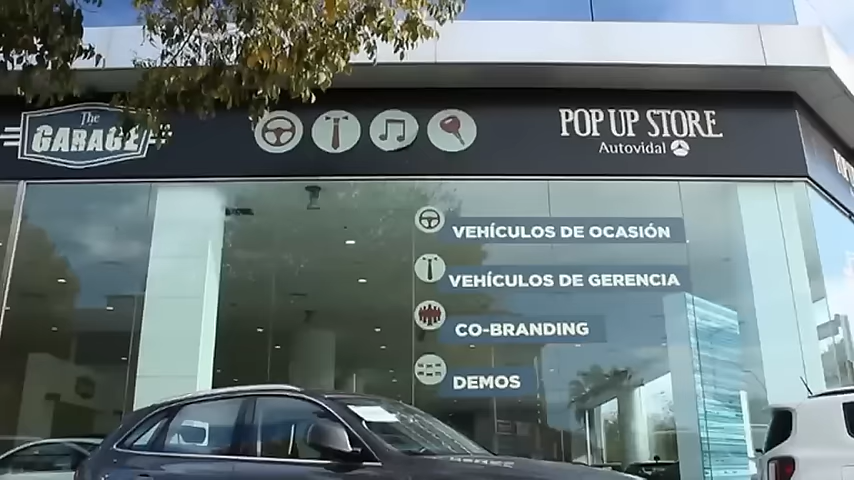 The
GARAGE
POP UP STORE
Autovidal
VEHÍCULOS DE OCASIÓN
VEHÍCULOS DE GERENCIA
CO-BRANDING
DEMOS